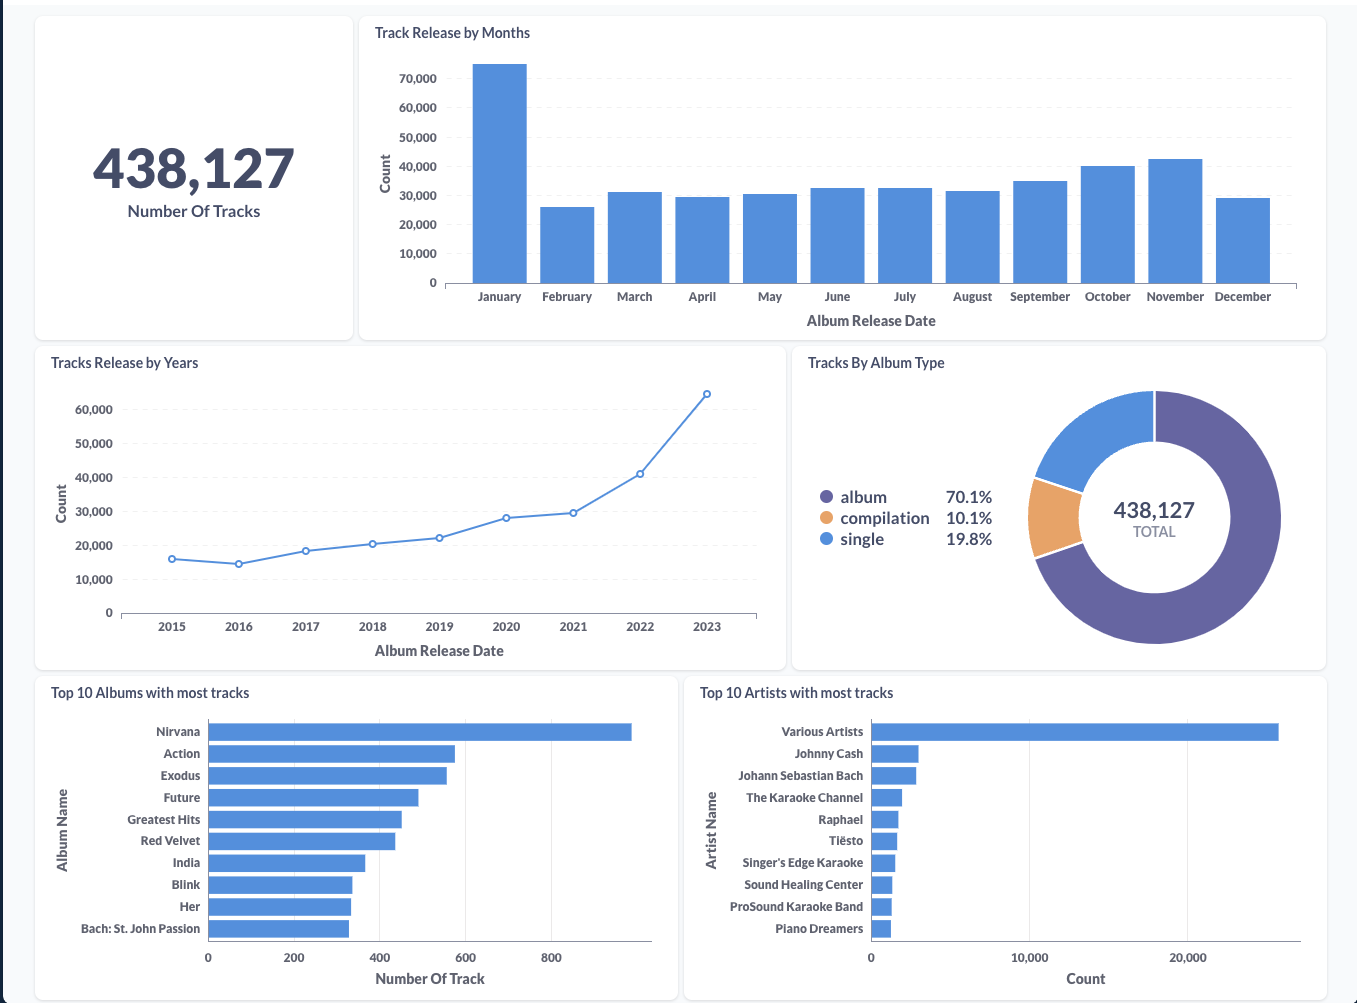 438,127
Number Of Tracks
Track Release by Months
Count
70,000
60,000
50,000
40,000
30,000
20,000
10,000
0
January February March April May June July August September October November December
Album Release Date
Tracks Release by Years
Count
60,000
50,000
40,000
30,000
20,000
10,000
0
2015 2016 2017 2018 2019 2020 2021 2022 2023
Album Release Date
Tracks By Album Type
album 70.1%
compilation 10.1%
single 19.8%
438,127
TOTAL
Top 10 Albums with most tracks
Album Name
Nirvana
Action
Exodus
Future
Greatest Hits
Red Velvet
India
Blink
Her
Bach: St. John Passion
0 200 400 600 800
Number Of Track
Top 10 Artists with most tracks
Artist Name
Various Artists
Johnny Cash
Johann Sebastian Bach
The Karaoke Channel
Raphael
Tiësto
Singer's Edge Karaoke
Sound Healing Center
ProSound Karaoke Band
Piano Dreamers
0 10,000 20,000
Count